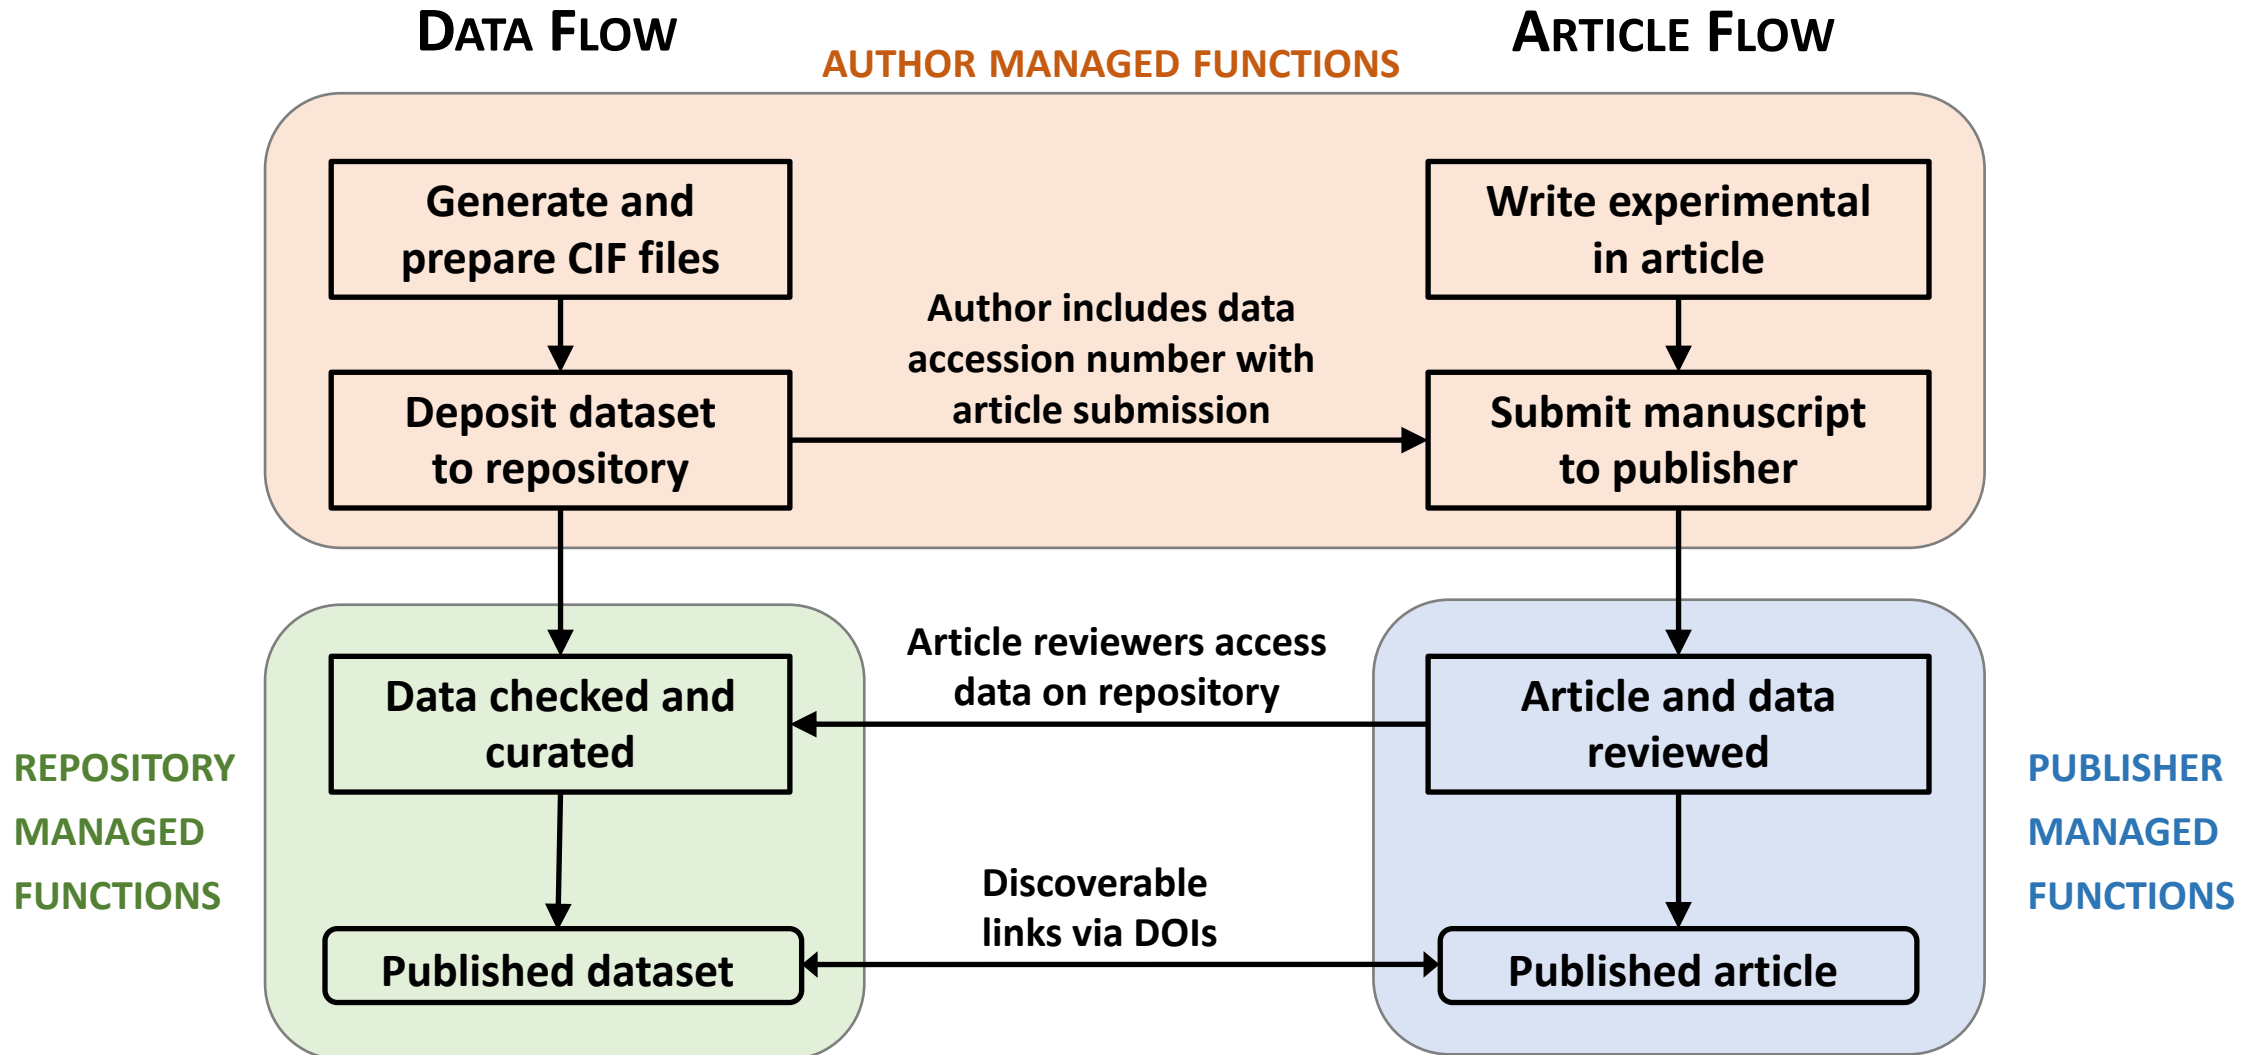 DATA FLOW
ARTICLE FLOW
AUTHOR MANAGED FUNCTIONS
Generate and
prepare CIF files
Write experimental
in article
Author includes data
accession number with
article submission
Deposit dataset
to repository
Submit manuscript
to publisher
Article reviewers access
data on repository
Data checked and
curated
Article and data
reviewed
REPOSITORY
MANAGED
FUNCTIONS
PUBLISHER
MANAGED
FUNCTIONS
Discoverable
links via DOIs
Published dataset
Published article